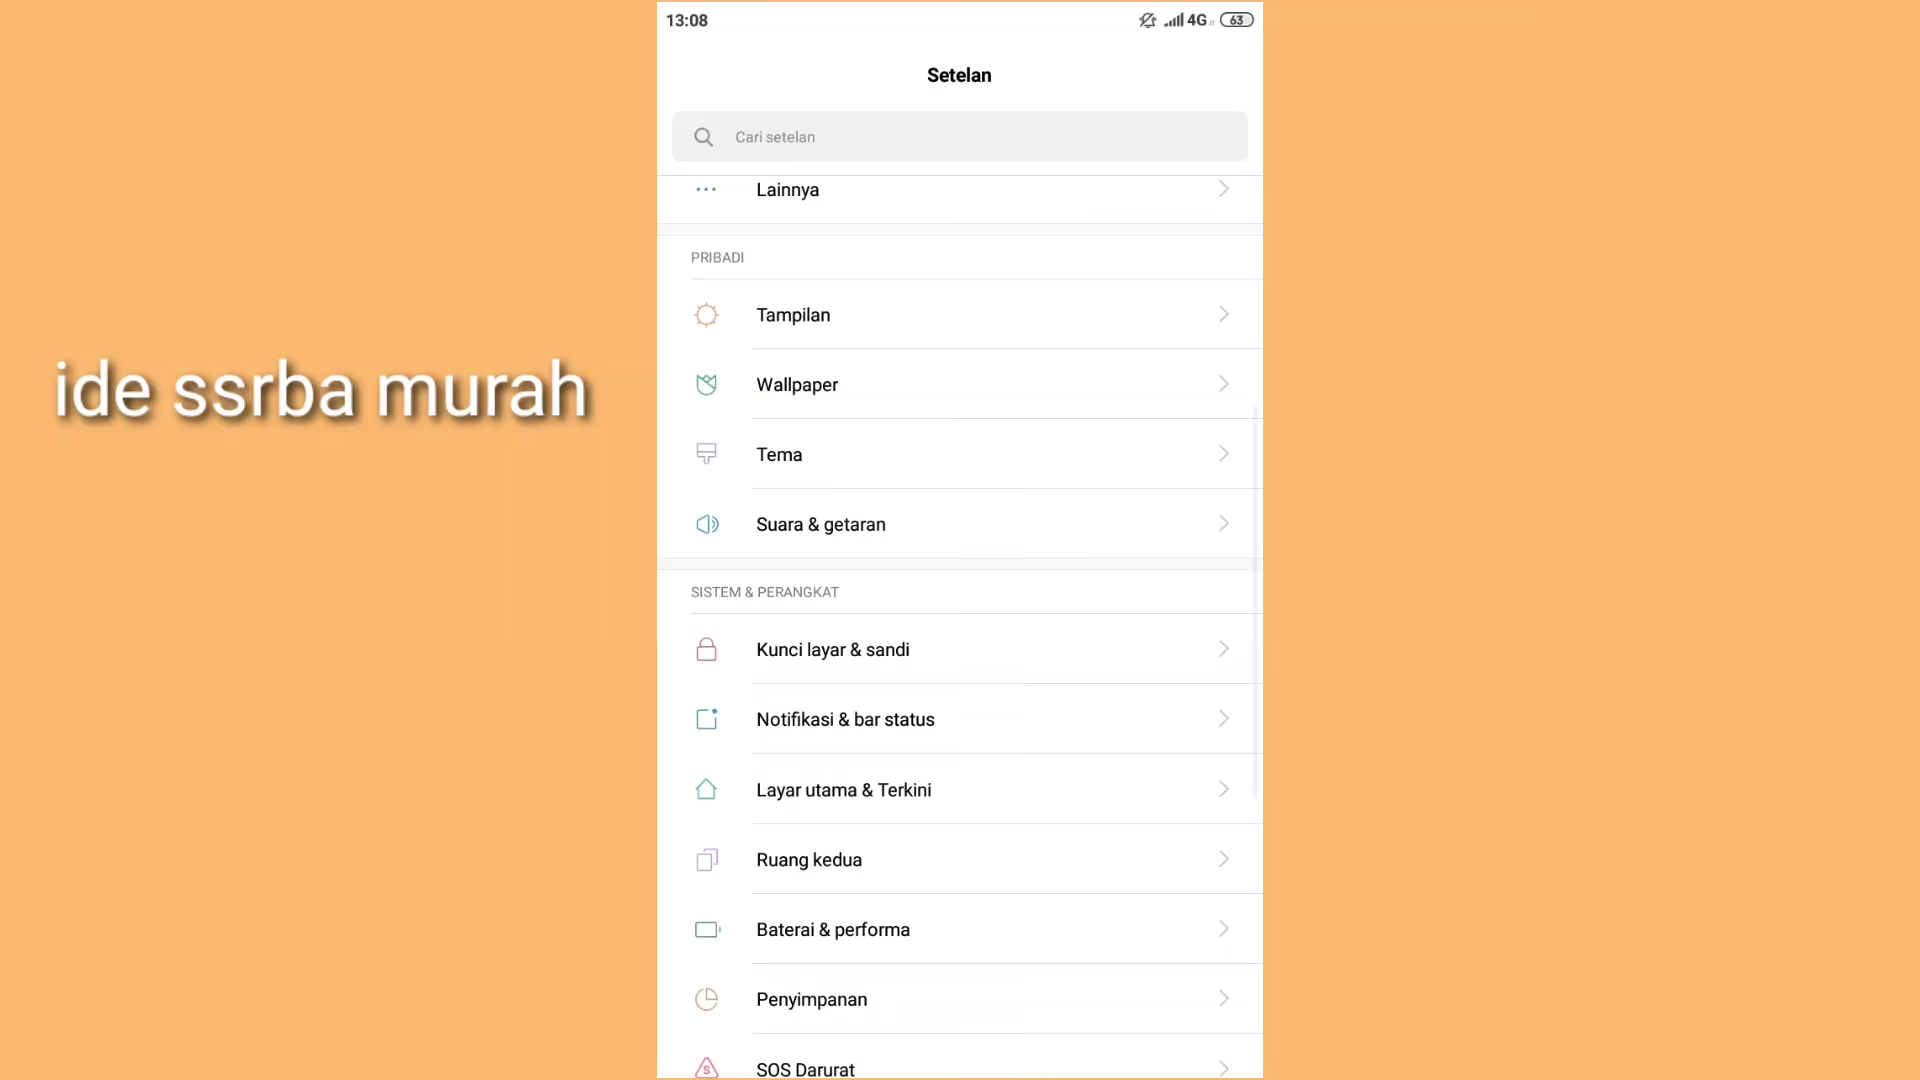 13:08
4G
63
Setelan
Cari setelan
Lainnya
PRIBADI
Tampilan
Wallpaper
Tema
Suara & getaran
ide ssrba murah
SISTEM & PERANGKAT
Kunci layar & sandi
Notifikasi & bar status
Layar utama & Terkini
Ruang kedua
Baterai & performa
Penyimpanan
S
SOS Darurat